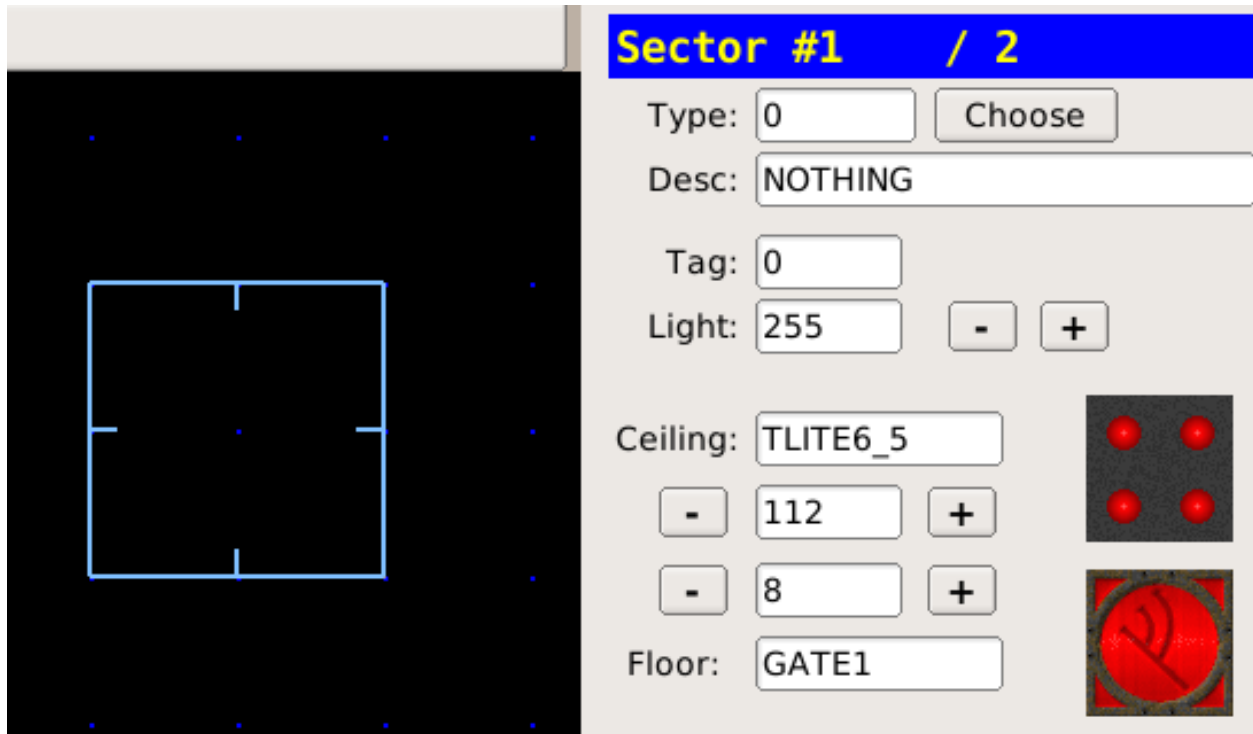 Sector #1 / 2
Type: 0 Choose
Desc: NOTHING
Tag: 0
Light: 255 - +
Ceiling: TLITE6_5
- 112 +
- 8 +
Floor: GATE1